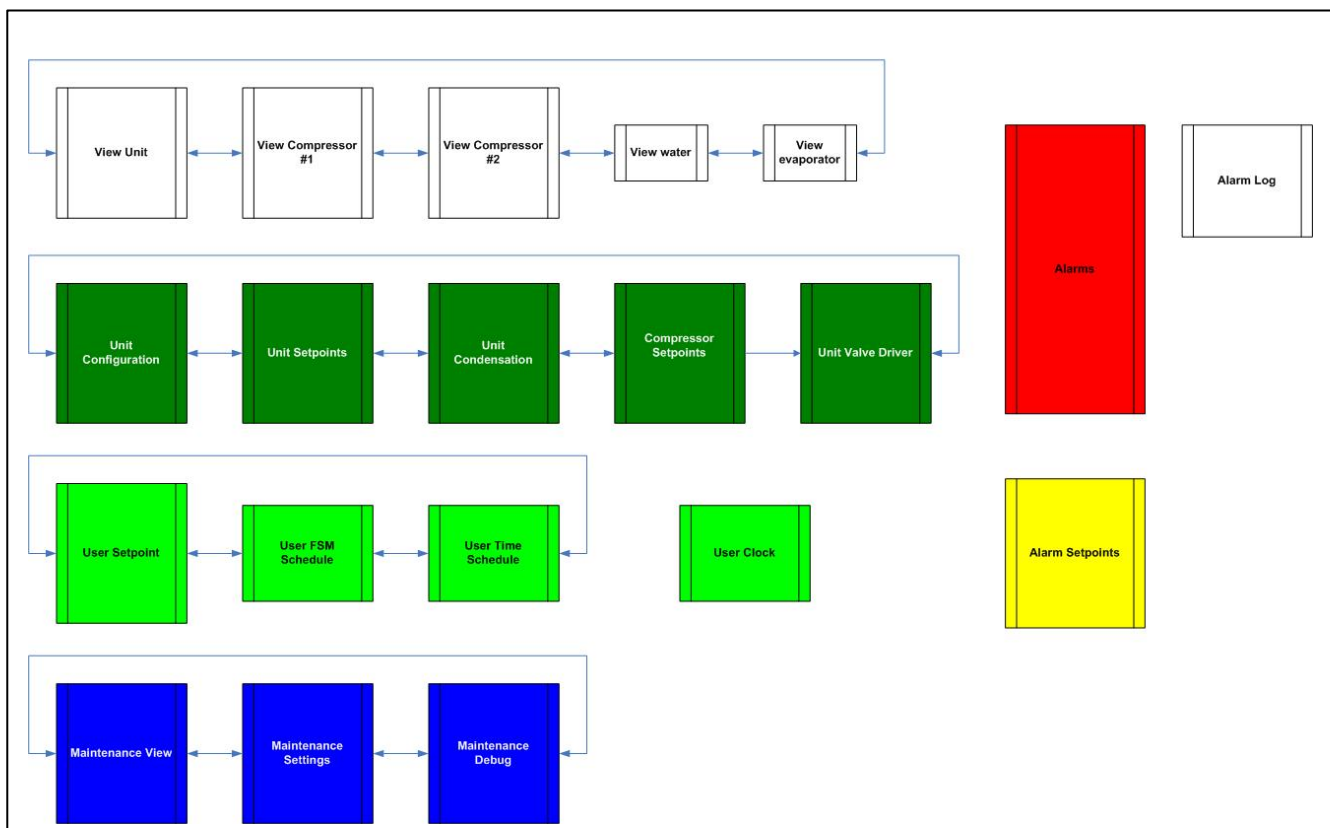 View Unit
View Compressor
#1
View Compressor
#2
View water
View
evaporator
Alarms
Alarm Log
Unit
Configuration
Unit Setpoints
Unit
Condensation
Compressor
Setpoints
Unit Valve Driver
User Setpoint
User FSM
Schedule
User Time
Schedule
User Clock
Alarm Setpoints
Maintenance View
Maintenance
Settings
Maintenance
Debug